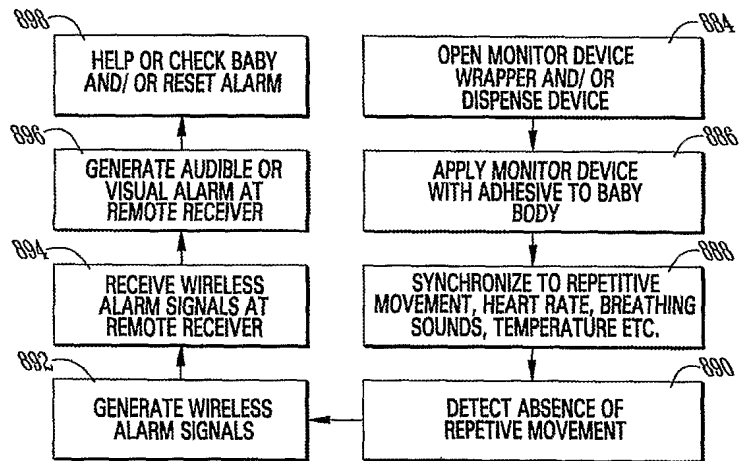 884
OPEN MONITOR DEVICE
WRAPPER AND/ OR
DISPENSE DEVICE
886
APPLY MONITOR DEVICE
WITH ADHESIVE TO BABY
BODY
888
SYNCHRONIZE TO REPETITIVE
MOVEMENT, HEART RATE, BREATHING
SOUNDS, TEMPERATURE ETC.
890
DETECT ABSENCE OF
REPETIVE MOVEMENT
892
GENERATE WIRELESS
ALARM SIGNALS
894
RECEIVE WIRELESS
ALARM SIGNALS AT
REMOTE RECEIVER
896
GENERATE AUDIBLE OR
VISUAL ALARM AT
REMOTE RECEIVER
898
HELP OR CHECK BABY
AND/ OR RESET ALARM